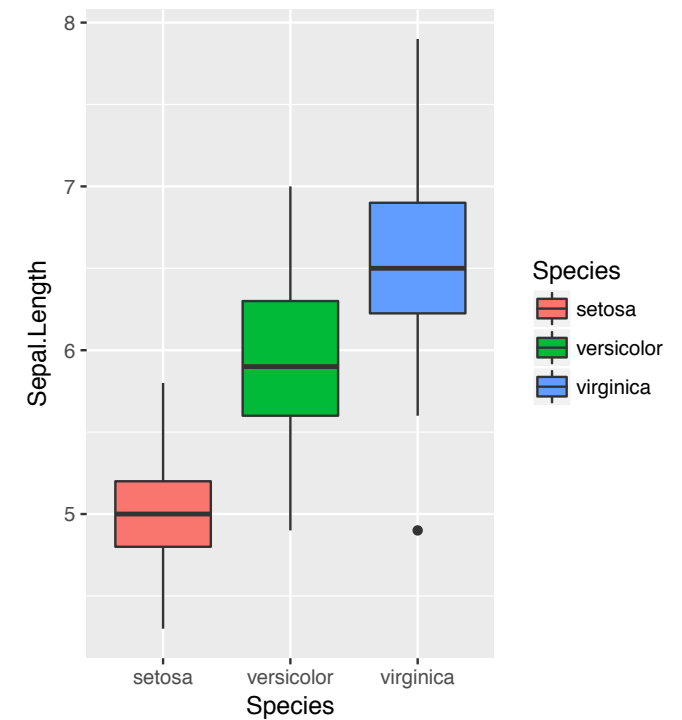 8
7
6
5
Sepal.Length
setosa versicolor virginica
Species
Species
setosa
versicolor
virginica